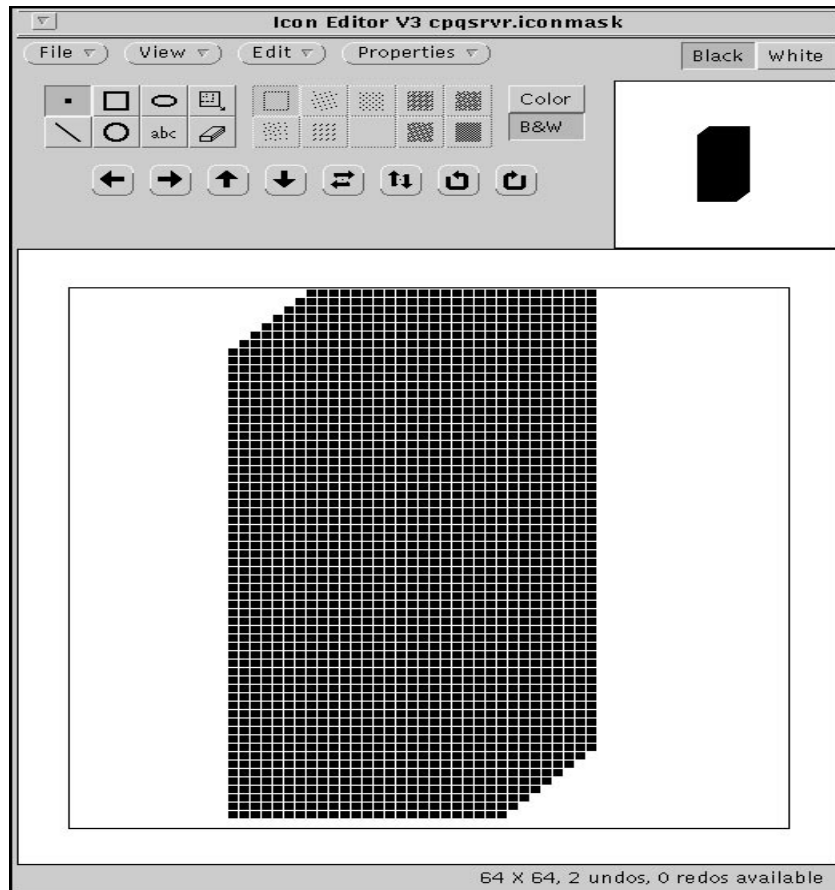 Icon Editor V3 cpqsrvr.iconmask
File View Edit Properties Black White
Color
abc B&W
64 X 64, 2 undos, 0 redos available